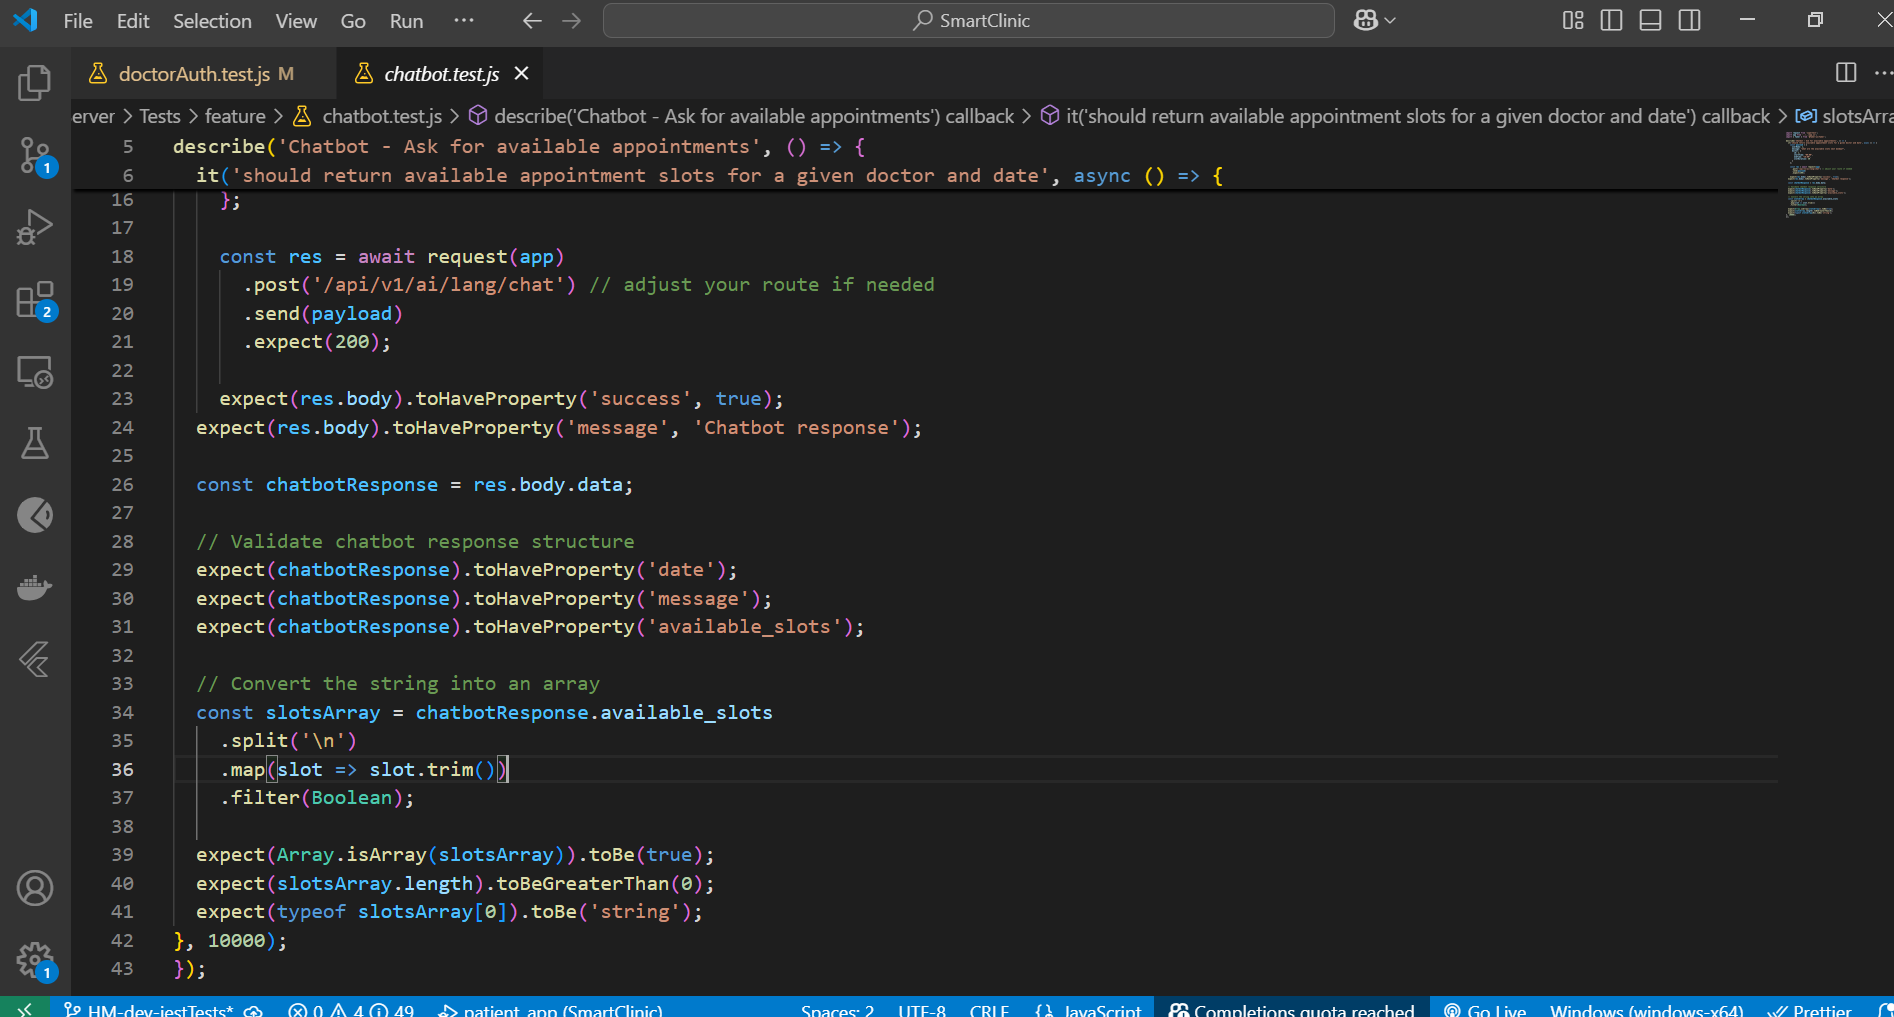 File Edit Selection View Go Run ··· SmartClinic
doctorAuth.test.js M chatbot.test.js
erver > Tests > feature > chatbot.test.js > describe('Chatbot - Ask for available appointments') callback > it('should return available appointment slots for a given doctor and date') callback > slotsArra
5 describe('Chatbot - Ask for available appointments', () => {
6 it('should return available appointment slots for a given doctor and date', async () => {
16 };
17
18 const res = await request(app)
19 .post('/api/v1/ai/lang/chat') // adjust your route if needed
20 .send(payload)
21 .expect(200);
22
23 expect(res.body).toHaveProperty('success', true);
24 expect(res.body).toHaveProperty('message', 'Chatbot response');
25
26 const chatbotResponse = res.body.data;
27
28 // Validate chatbot response structure
29 expect(chatbotResponse).toHaveProperty('date');
30 expect(chatbotResponse).toHaveProperty('message');
31 expect(chatbotResponse).toHaveProperty('available_slots');
32
33 // Convert the string into an array
34 const slotsArray = chatbotResponse.available_slots
35 .split('\n')
36 .map(slot => slot.trim())
37 .filter(Boolean);
38
39 expect(Array.isArray(slotsArray)).toBe(true);
40 expect(slotsArray.length).toBeGreaterThan(0);
41 expect(typeof slotsArray[0]).toBe('string');
42 }, 10000);
43 });
1
2
1
HM-dev-jestTests* 0 4 49 patient_app (SmartClinic) Spaces: 2 UTF-8 CRLF {} JavaScript Completions quota reached Go Live Windows (windows-x64) Prettier